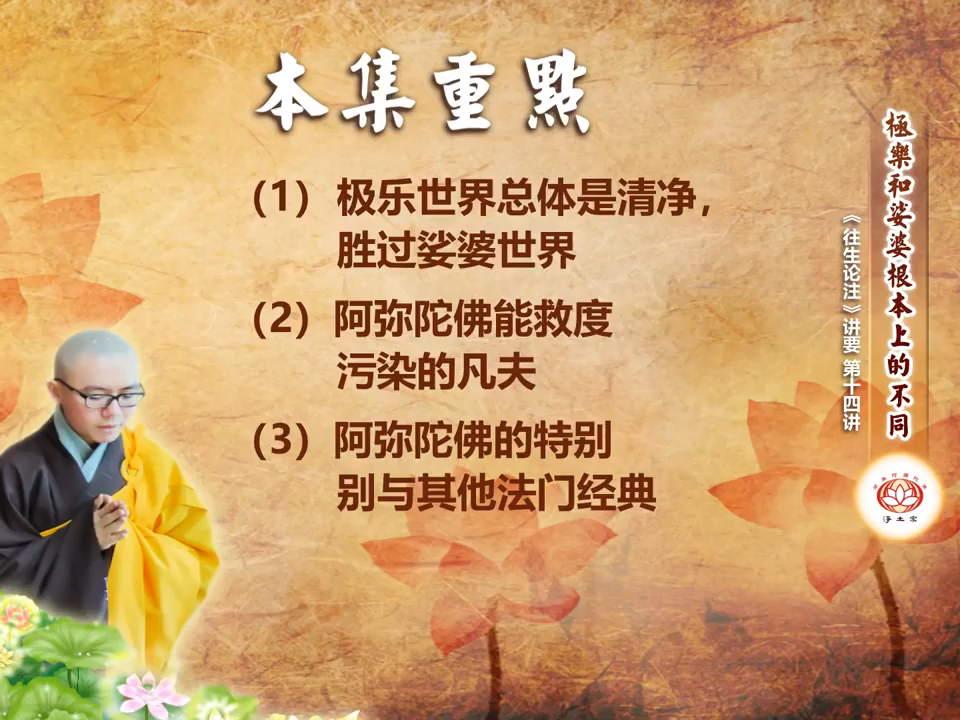 本集重點
（1）极乐世界总体是清净，
胜过娑婆世界
（2）阿弥陀佛能救度
污染的凡夫
（3）阿弥陀佛的特别
别与其他法门经典
極樂和娑婆根本上的不同
《往生论注》讲要 第十四讲
净土宗